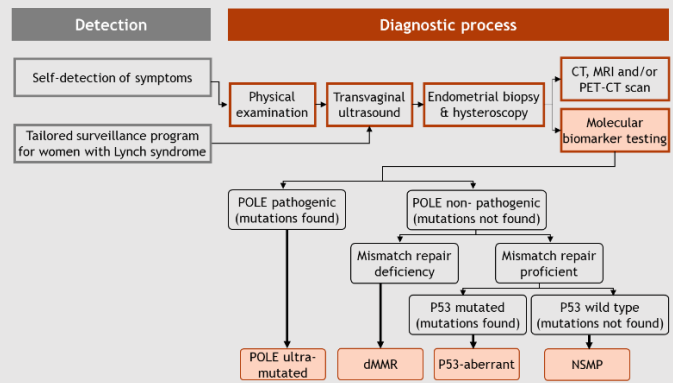 Detection
Diagnostic process
Self-detection of symptoms
Tailored surveillance program
for women with Lynch syndrome
Physical
examination
Transvaginal
ultrasound
Endometrial biopsy
& hysteroscopy
CT, MRI and/or
PET-CT scan
Molecular
biomarker testing
POLE pathogenic
(mutations found)
POLE non- pathogenic
(mutations not found)
Mismatch repair
deficiency
Mismatch repair
proficient
P53 mutated
(mutations found)
P53 wild type
(mutations not found)
POLE ultra-
mutated
dMMR
P53-aberrant
NSMP